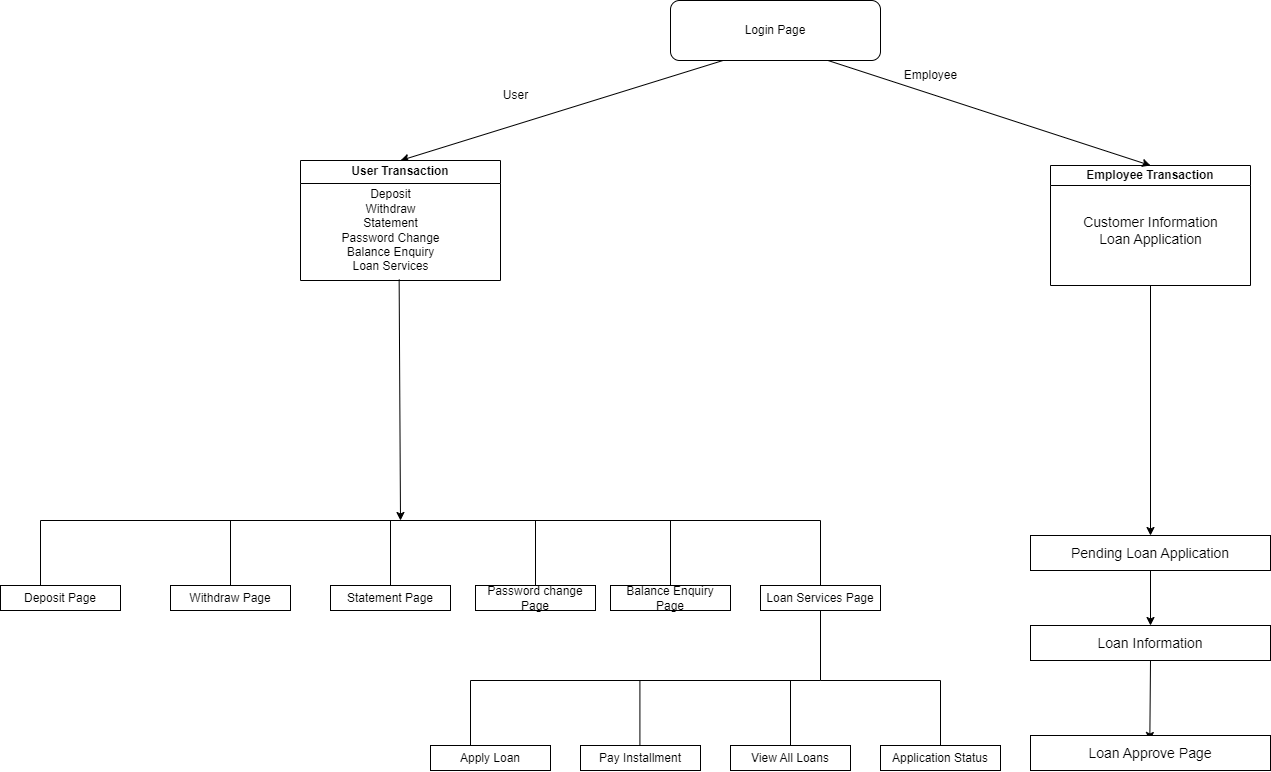 Login Page
Employee
User
User Transaction
Deposit
Withdraw
Statement
Password Change
Balance Enquiry
Loan Services
Employee Transaction
Customer Information
Loan Application
Pending Loan Application
Deposit Page
Withdraw Page
Statement Page
Password change
Page
Balance Enquiry
Page
Loan Services Page
Loan Information
Apply Loan
Pay Installment
View All Loans
Application Status
Loan Approve Page